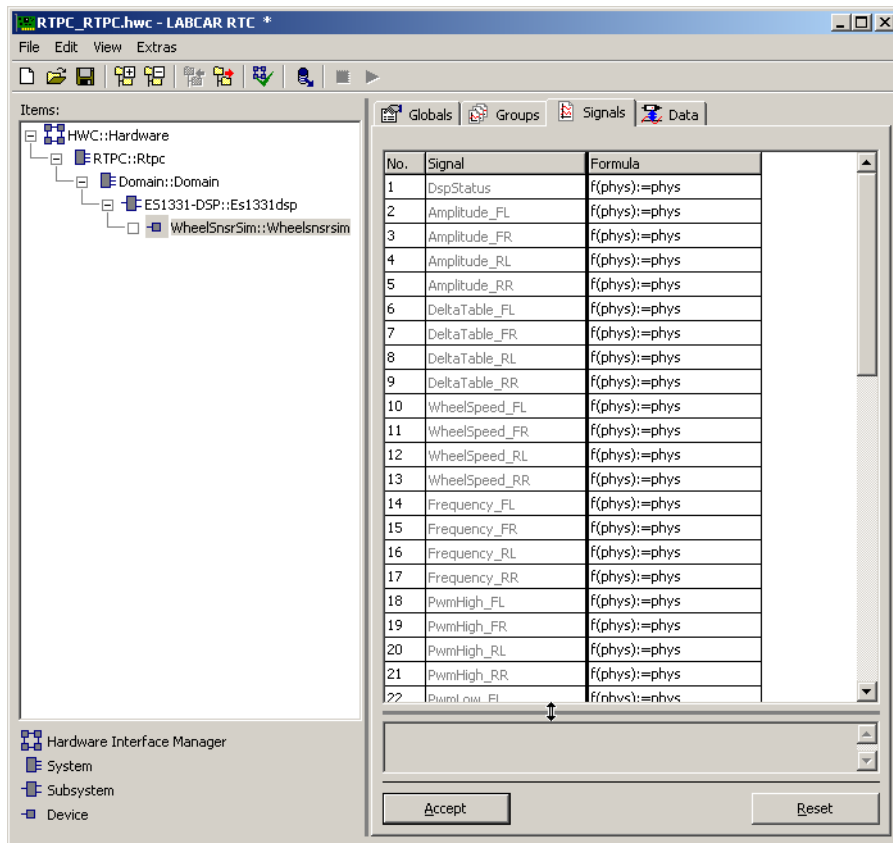 RTPC_RTPC.hwc - LABCAR RTC *
File Edit View Extras
Items:
HWC::Hardware
RTPC::Rtpc
Domain::Domain
ES1331-DSP::Es1331dsp
WheelSnsrSim::Wheelsnsrsim
Hardware Interface Manager
System
Subsystem
Device
Globals Groups Signals Data
No. Signal Formula
1 DspStatus f(phys):=phys
2 Amplitude_FL f(phys):=phys
3 Amplitude_FR f(phys):=phys
4 Amplitude_RL f(phys):=phys
5 Amplitude_RR f(phys):=phys
6 DeltaTable_FL f(phys):=phys
7 DeltaTable_FR f(phys):=phys
8 DeltaTable_RL f(phys):=phys
9 DeltaTable_RR f(phys):=phys
10 WheelSpeed_FL f(phys):=phys
11 WheelSpeed_FR f(phys):=phys
12 WheelSpeed_RL f(phys):=phys
13 WheelSpeed_RR f(phys):=phys
14 Frequency_FL f(phys):=phys
15 Frequency_FR f(phys):=phys
16 Frequency_RL f(phys):=phys
17 Frequency_RR f(phys):=phys
18 PwmHigh_FL f(phys):=phys
19 PwmHigh_FR f(phys):=phys
20 PwmHigh_RL f(phys):=phys
21 PwmHigh_RR f(phys):=phys
22 PwmLow_FL f(phys):=phys
Accept Reset